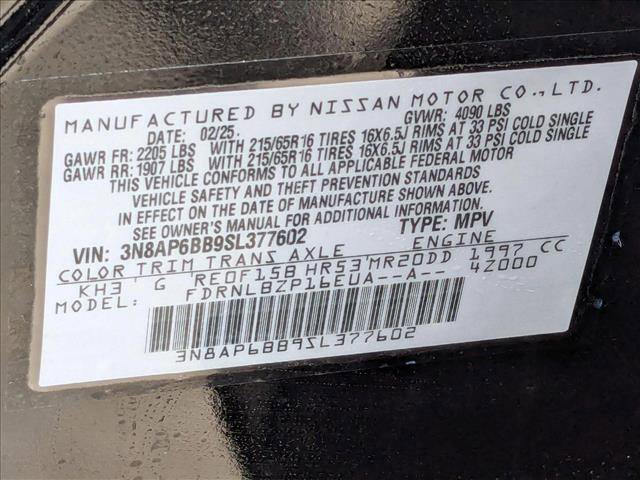 MANUFACTURED BY NISSAN MOTOR CO., LTD.
DATE: 02/25. GVWR: 4090 LBS
GAWR FR: 2205 LBS WITH 215/65R16 TIRES 16X6.5J RIMS AT 33 PSI COLD SINGLE
GAWR RR: 1907 LBS WITH 215/65R16 TIRES 16X6.5J RIMS AT 33 PSI COLD SINGLE
THIS VEHICLE CONFORMS TO ALL APPLICABLE FEDERAL MOTOR
VEHICLE SAFETY AND THEFT PREVENTION STANDARDS
IN EFFECT ON THE DATE OF MANUFACTURE SHOWN ABOVE.
SEE OWNER'S MANUAL FOR ADDITIONAL INFORMATION
VIN: 3N8AP6BB9SL377602 TYPE: MPV
COLOR TRIM TRANS AXLE ENGINE
KH3 G RE0F15B HR53 MR20DD 1997 CC
MODEL: FDRNLBZP16EUA--A-- 4Z000
3N8AP6BB9SL377602